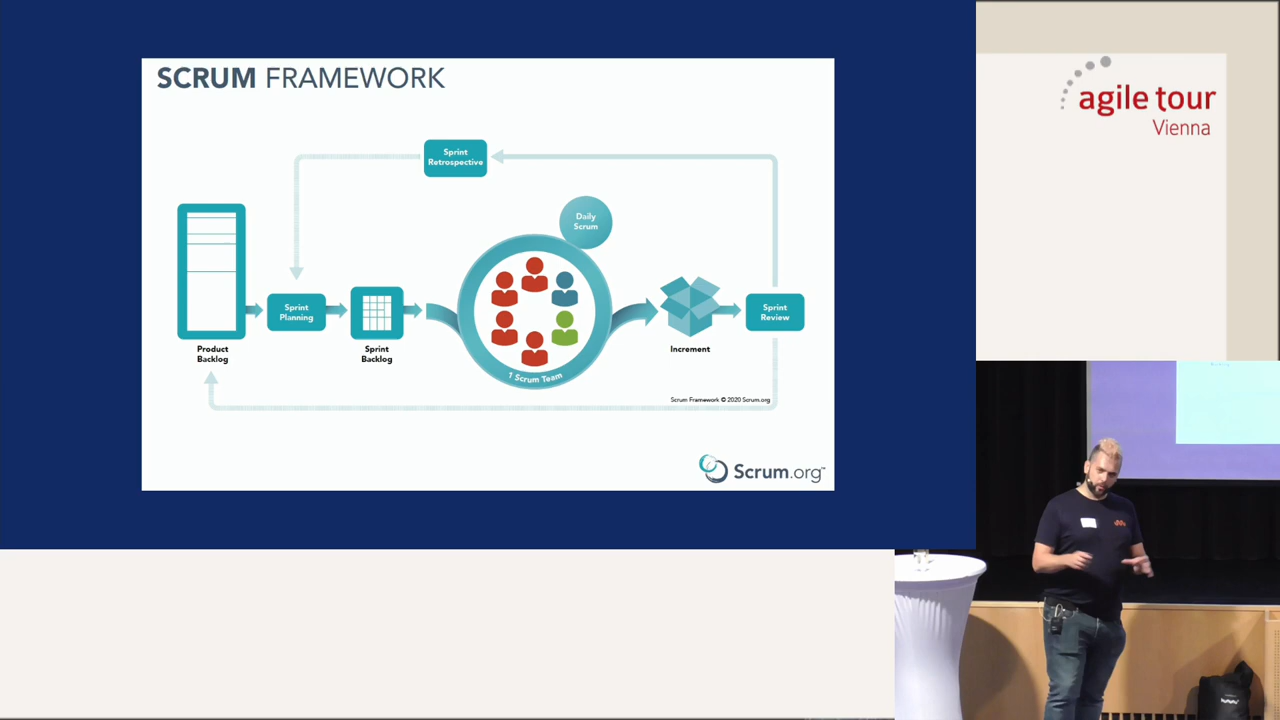 SCRUM FRAMEWORK
Sprint
Retrospective
Daily
Scrum
Sprint
Planning
Sprint
Review
Product
Backlog
Sprint
Backlog
1 Scrum Team
Increment
Scrum Framework © 2020 Scrum.org
Scrum.org™
agile tour
Vienna